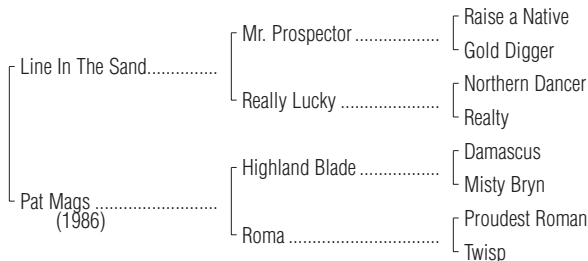 Raise a Native
Mr. Prospector ..................
Gold Digger
Line In The Sand...............
Northern Dancer
Really Lucky .....................
Realty
Damascus
Highland Blade .................
Misty Bryn
Pat Mags ..........................
(1986)
Proudest Roman
Roma ................................
Twisp